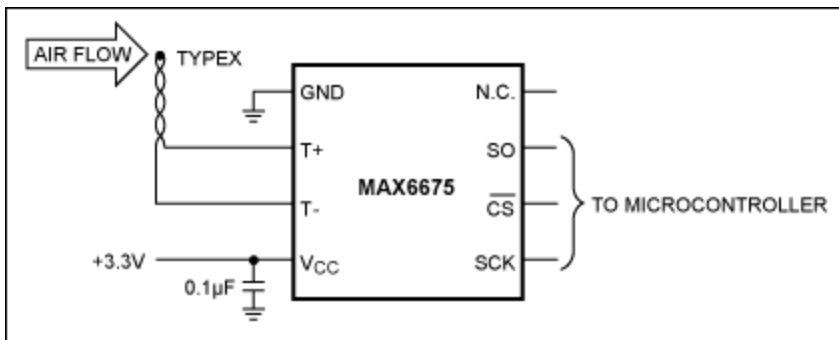 AIR FLOW
TYPEX
GND
N.C.
T+
SO
MAX6675
T-
CS
TO MICROCONTROLLER
+3.3V
VCC
SCK
0.1µF